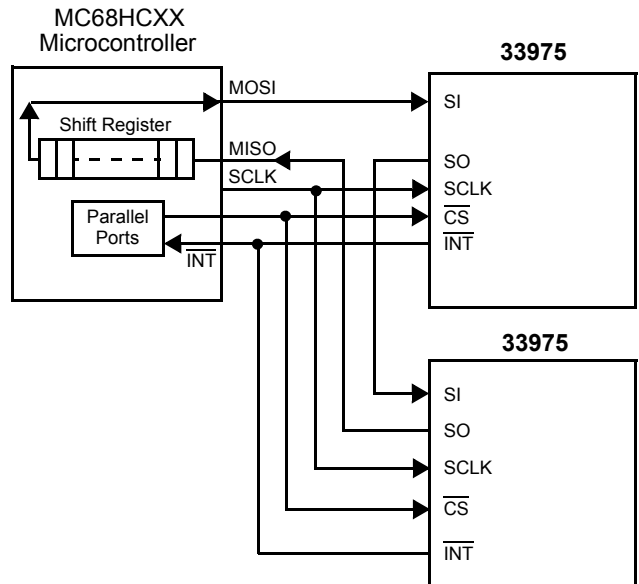 MC68HCXX
Microcontroller
MOSI
Shift Register
MISO
SCLK
Parallel
Ports
INT
33975
SI
SO
SCLK
CS
INT
33975
SI
SO
SCLK
CS
INT